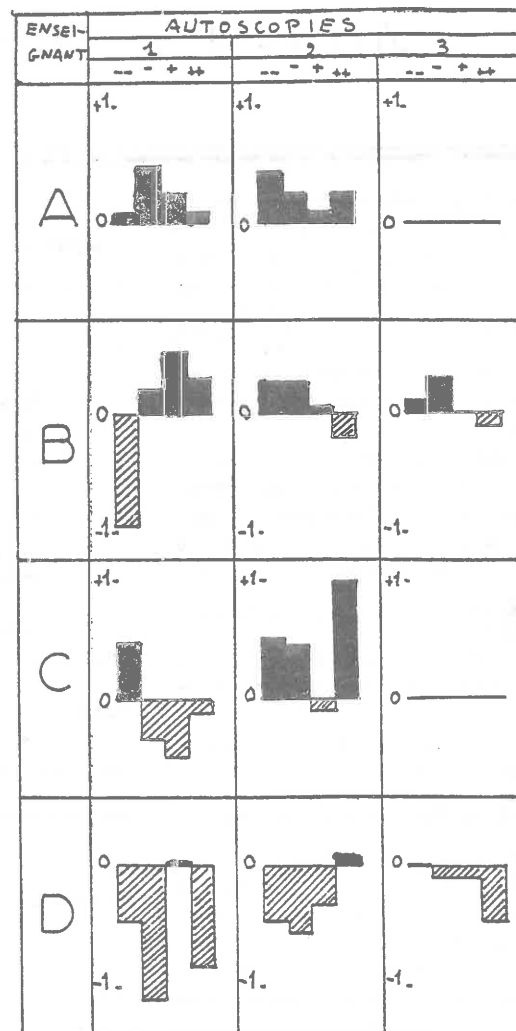 ENSEI-
GNANT
AUTOSCOPIES
1 2 3
-- - + ++ -- - + ++ -- - + ++
A
+1- +1- +1-
0 0 0
B
0 0 0
-1- -1- -1-
C
+1- +1- +1-
0 0 0
D
0 0 0
-1- -1- -1-